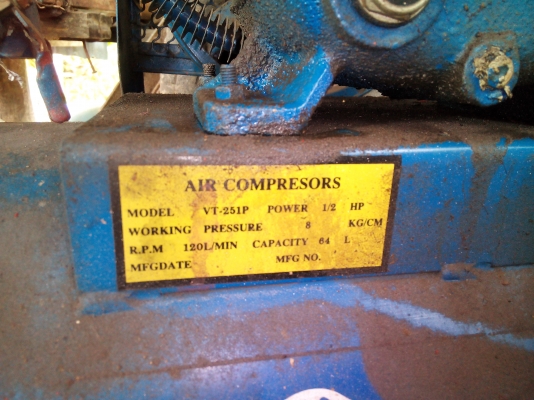 AIR COMPRESORS
MODEL VT-251P POWER 1/2 HP
WORKING PRESSURE 8 KG/CM
R.P.M 120L/MIN CAPACITY 64 L
MFGDATE MFG NO.